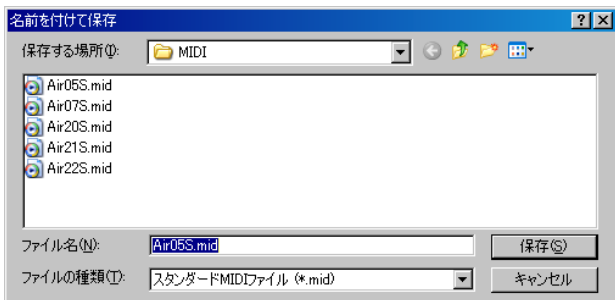 名前を付けて保存
保存する場所(I): MIDI
Air05S.mid
Air07S.mid
Air20S.mid
Air21S.mid
Air22S.mid
ファイル名(N): Air05S.mid 保存(S)
ファイルの種類(T): スタンダードMIDIファイル (*.mid) キャンセル